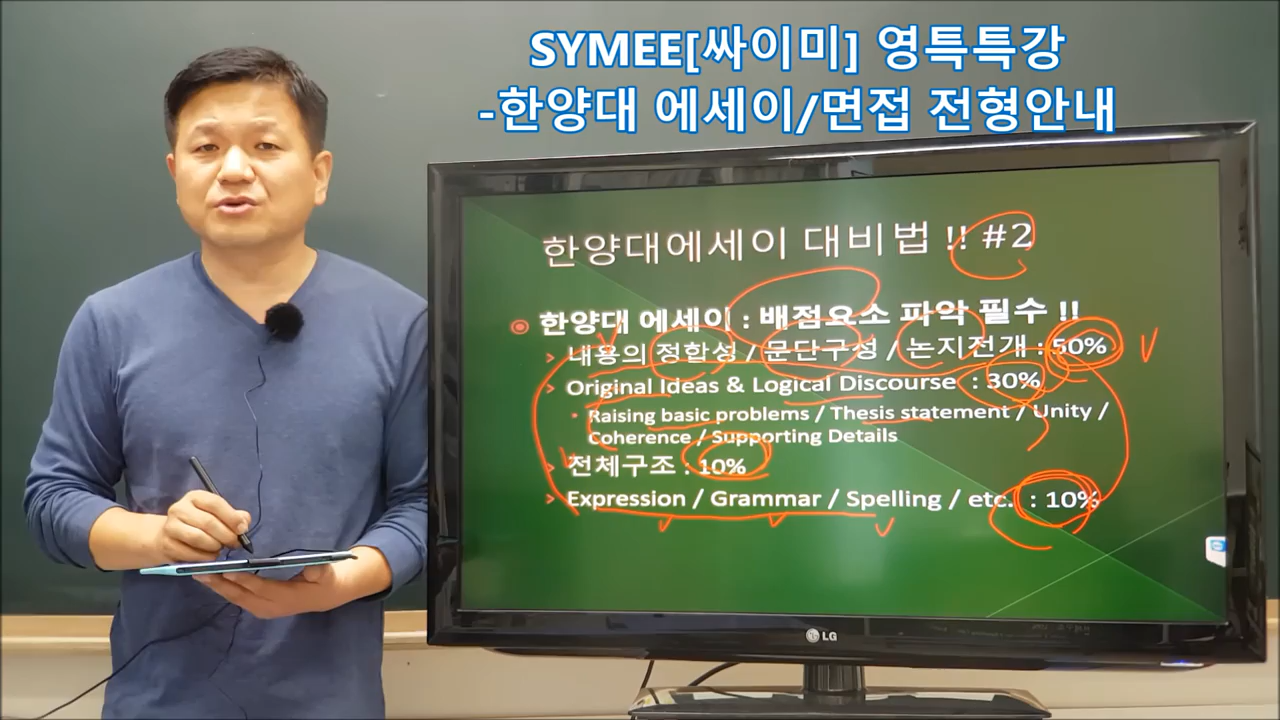 SYMEE[싸이미] 영특특강
-한양대 에세이/면접 전형안내
한양대에세이 대비법 !! #2
한양대 에세이 : 배점요소 파악 필수 !!
> 내용의 정합성 / 문단구성 / 논지전개 : 50%
> Original Ideas & Logical Discourse : 30%
• Raising basic problems / Thesis statement / Unity /
Coherence / Supporting Details
> 전체구조 : 10%
> Expression / Grammar / Spelling / etc. : 10%
LG